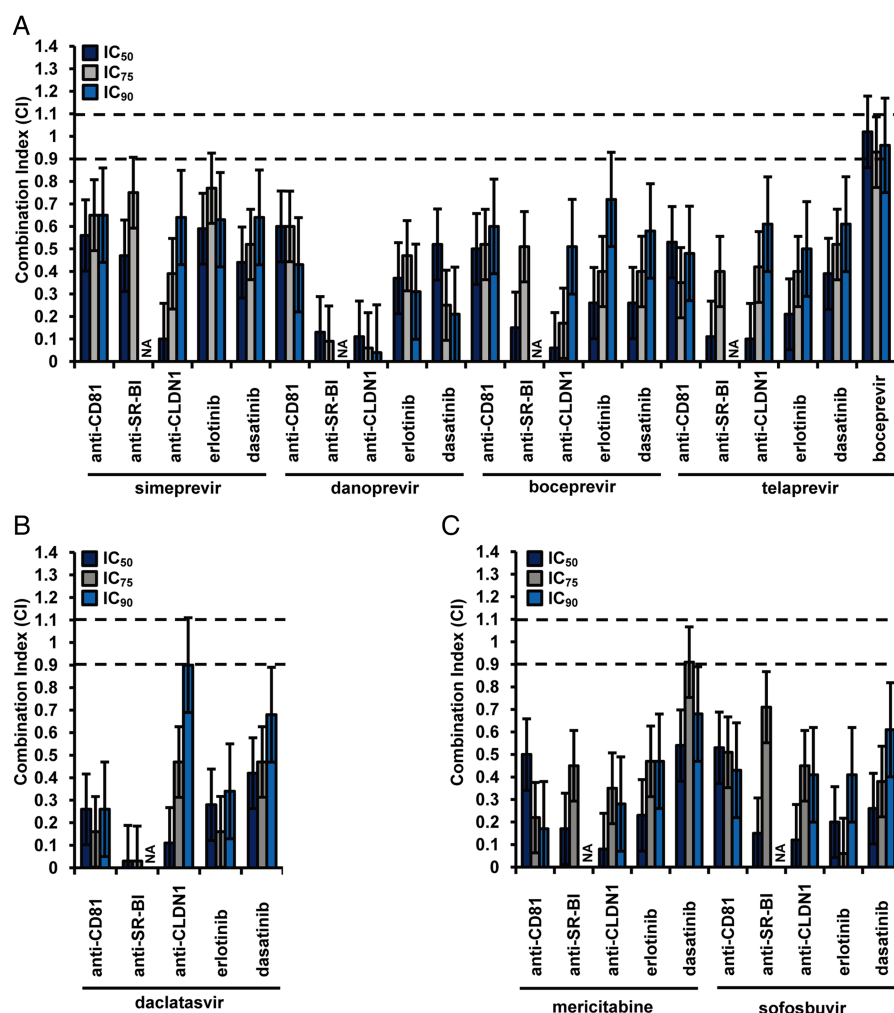 A
Combination Index (CI)
1.4
1.3
1.2
1.1
1
0.9
0.8
0.7
0.6
0.5
0.4
0.3
0.2
0.1
0
IC50
IC75
IC90
NA
NA
NA
NA
anti-CD81
anti-SR-BI
anti-CLDN1
erlotinib
dasatinib
anti-CD81
anti-SR-BI
anti-CLDN1
erlotinib
dasatinib
anti-CD81
anti-SR-BI
anti-CLDN1
erlotinib
dasatinib
anti-CD81
anti-SR-BI
anti-CLDN1
erlotinib
dasatinib
boceprevir
simeprevir
danoprevir
boceprevir
telaprevir
B
Combination Index (CI)
1.4
1.3
1.2
1.1
1
0.9
0.8
0.7
0.6
0.5
0.4
0.3
0.2
0.1
0
IC50
IC75
IC90
NA
anti-CD81
anti-SR-BI
anti-CLDN1
erlotinib
dasatinib
daclatasvir
C
Combination Index (CI)
1.4
1.3
1.2
1.1
1
0.9
0.8
0.7
0.6
0.5
0.4
0.3
0.2
0.1
0
IC50
IC75
IC90
NA
NA
anti-CD81
anti-SR-BI
anti-CLDN1
erlotinib
dasatinib
anti-CD81
anti-SR-BI
anti-CLDN1
erlotinib
dasatinib
mericitabine
sofosbuvir